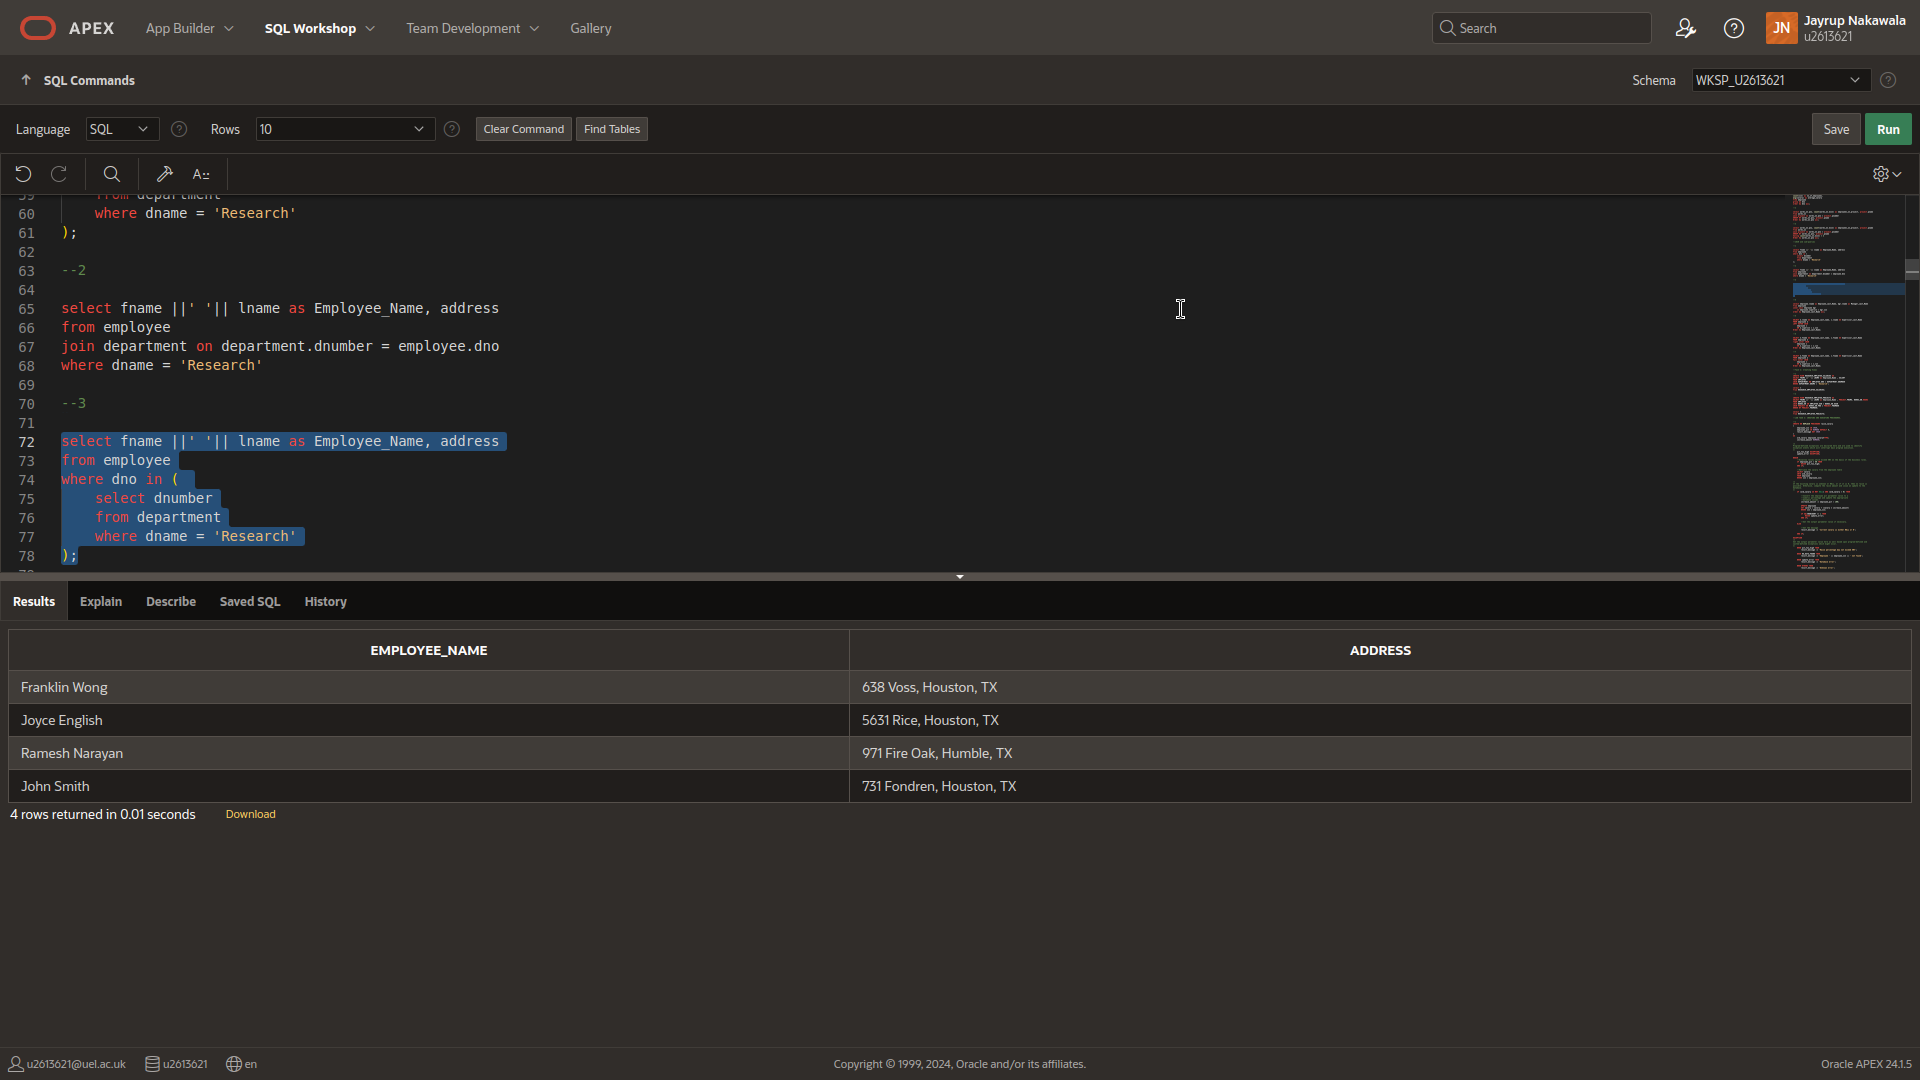 APEX App Builder SQL Workshop Team Development Gallery Search JN Jayrup Nakawala
u2613621
SQL Commands Schema WKSP_U2613621
Language SQL Rows 10 Clear Command Find Tables Save Run
59 from department
60 where dname = 'Research'
61 );
62
63 --2
64
65 select fname ||' '|| lname as Employee_Name, address
66 from employee
67 join department on department.dnumber = employee.dno
68 where dname = 'Research'
69
70 --3
71
72 select fname ||' '|| lname as Employee_Name, address
73 from employee
74 where dno in (
75 select dnumber
76 from department
77 where dname = 'Research'
78 );
Results Explain Describe Saved SQL History
EMPLOYEE_NAME ADDRESS
Franklin Wong 638 Voss, Houston, TX
Joyce English 5631 Rice, Houston, TX
Ramesh Narayan 971 Fire Oak, Humble, TX
John Smith 731 Fondren, Houston, TX
4 rows returned in 0.01 seconds Download
u2613621@uel.ac.uk u2613621 en Copyright © 1999, 2024, Oracle and/or its affiliates. Oracle APEX 24.1.5